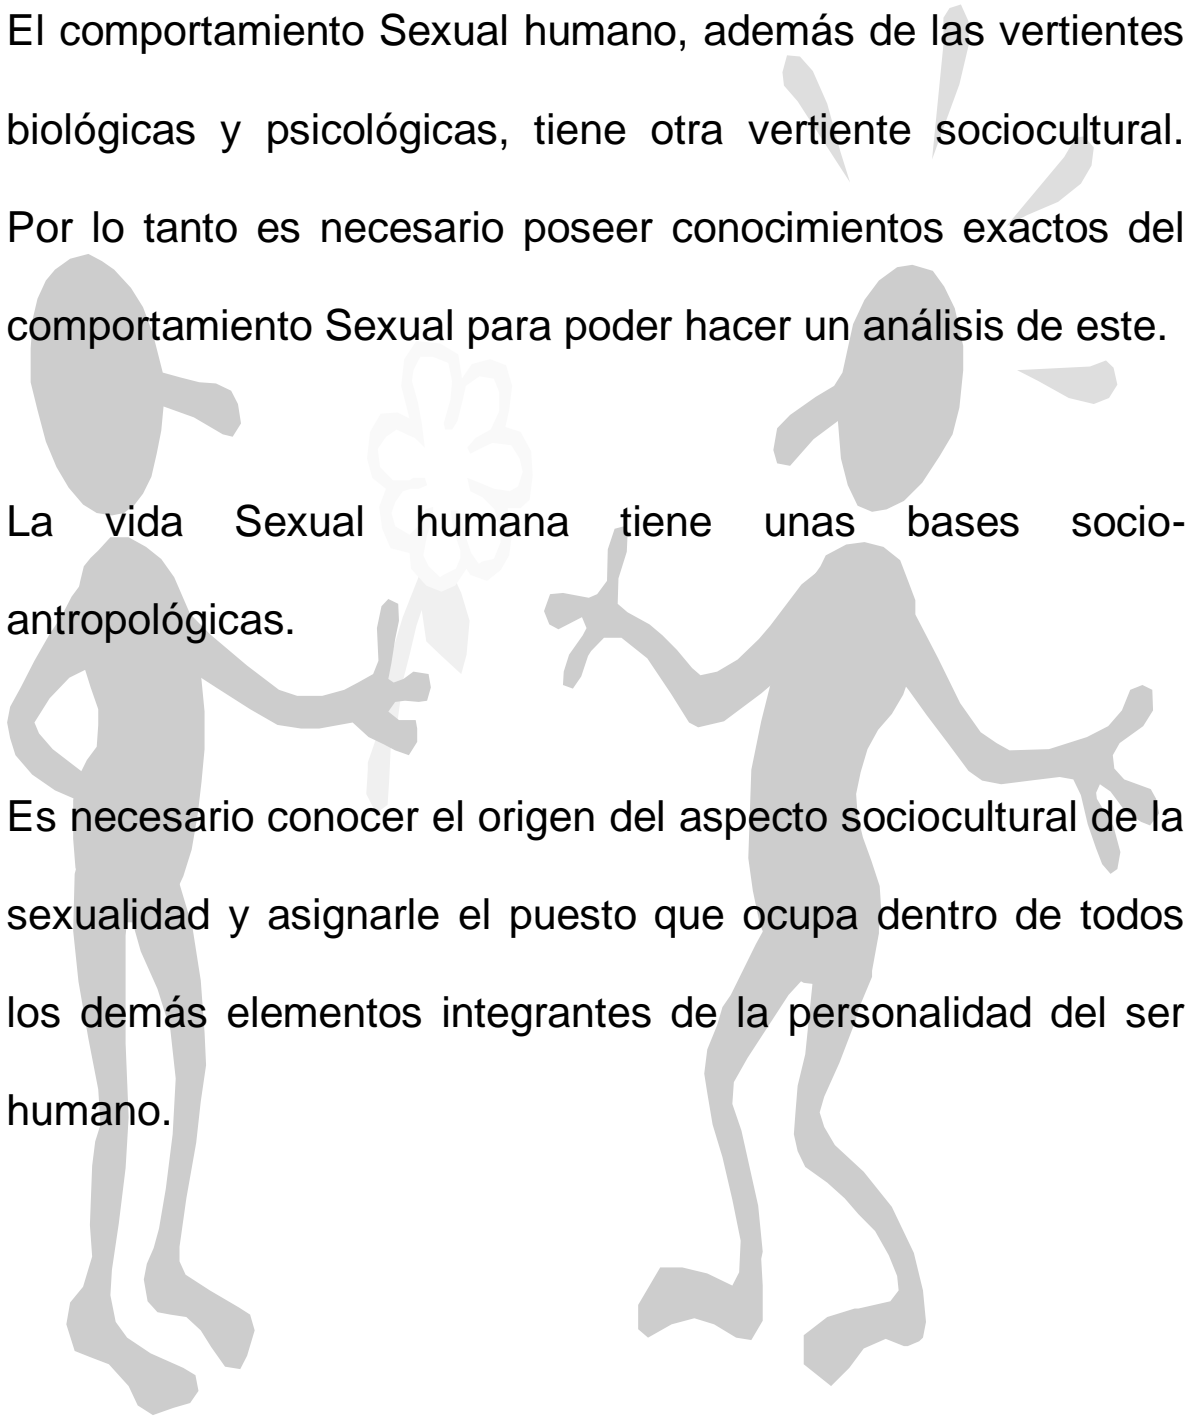 El comportamiento Sexual humano, además de las vertientes
biológicas y psicológicas, tiene otra vertiente sociocultural.
Por lo tanto es necesario poseer conocimientos exactos del
comportamiento Sexual para poder hacer un análisis de este.
La vida Sexual humana tiene unas bases socio-
antropológicas.
Es necesario conocer el origen del aspecto sociocultural de la
sexualidad y asignarle el puesto que ocupa dentro de todos
los demás elementos integrantes de la personalidad del ser
humano.